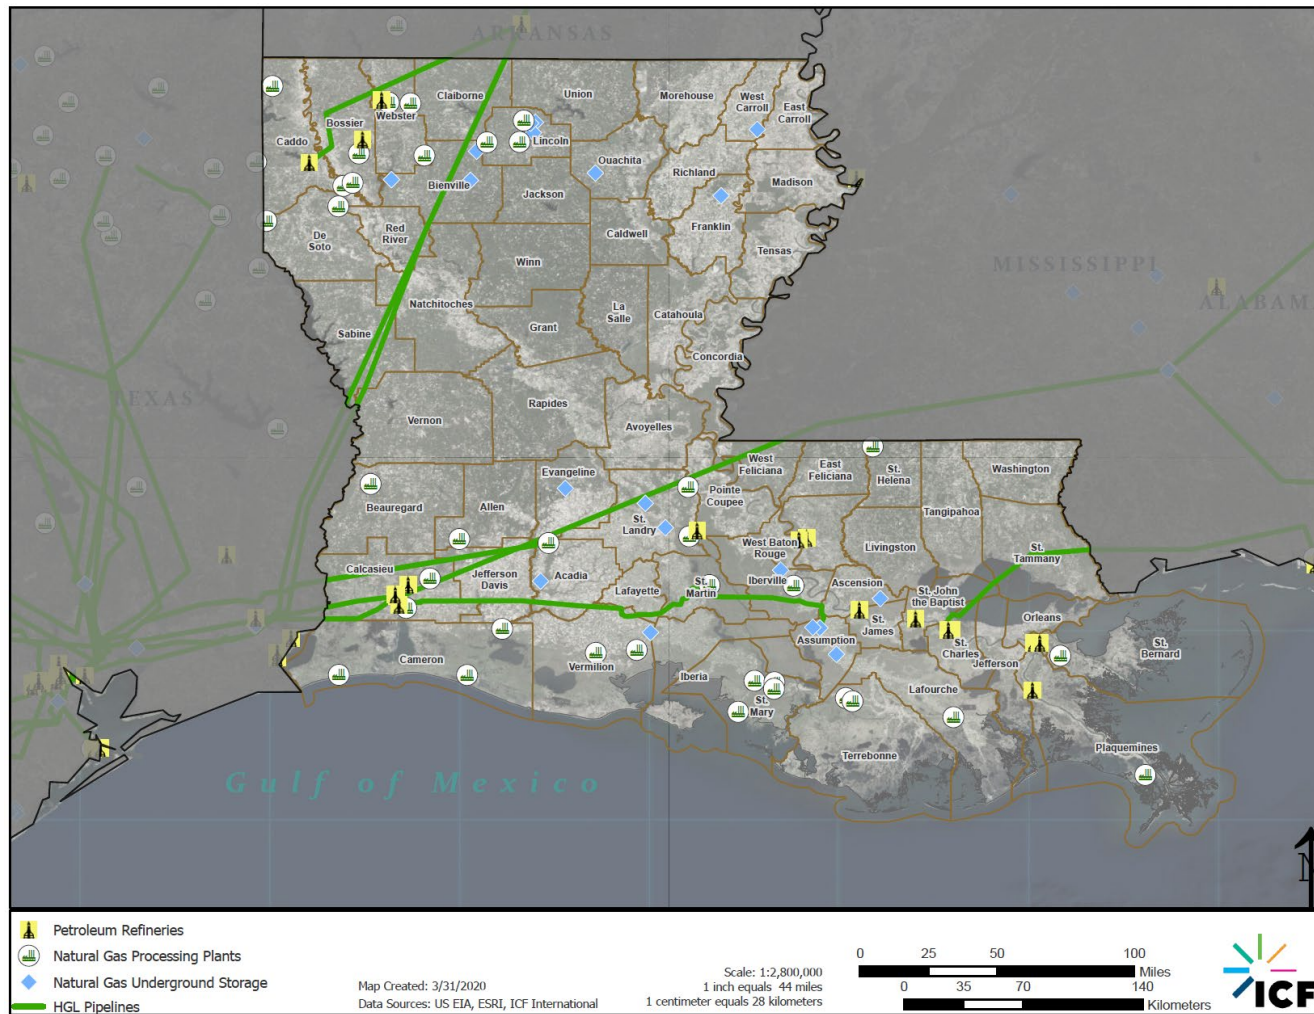 ARKANSAS
Claiborne
Union
Morehouse
West
Carroll
East
Carroll
Webster
Bossier
Caddo
Lincoln
Ouachita
Richland
Madison
Bienville
Jackson
Franklin
Red
River
De
Soto
Caldwell
Tensas
Winn
MISSISSIPPI
Natchitoches
La
Salle
Catahoula
ALABAM
Sabine
Grant
Concordia
TEXAS
Rapides
Vernon
Avoyelles
Evangeline
West
Feliciana
East
Feliciana
St.
Helena
Washington
Pointe
Coupee
Beauregard
Allen
St.
Landry
Tangipahoa
West Baton
Rouge
Livingston
St.
Tammany
Calcasieu
Jefferson
Davis
Acadia
Lafayette
St.
Martin
Iberville
Ascension
St. John
the Baptist
St.
James
Orleans
Assumption
St.
Charles
St.
Bernard
Cameron
Vermilion
Iberia
Jefferson
Lafourche
St.
Mary
Plaquemines
Terrebonne
Gulf of Mexico
N
Petroleum Refineries
Natural Gas Processing Plants
Natural Gas Underground Storage
HGL Pipelines
Map Created: 3/31/2020
Data Sources: US EIA, ESRI, ICF International
Scale: 1:2,800,000
1 inch equals 44 miles
1 centimeter equals 28 kilometers
0 25 50 100
Miles
0 35 70 140
Kilometers
ICF